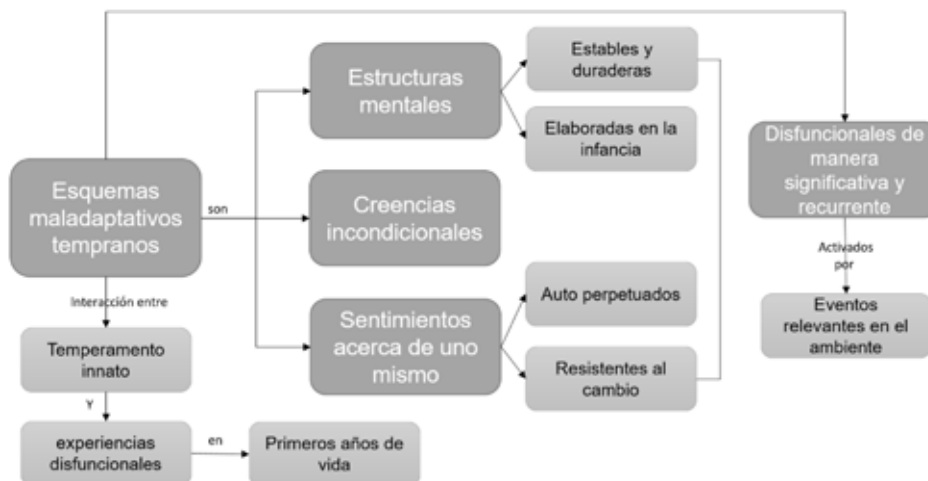 Estructuras
mentales
Estables y
duraderas
Elaboradas en la
infancia
Disfuncionales de
manera
significativa y
recurrente
Esquemas
maladaptativos
tempranos
son
Creencias
incondicionales
Activados
por
Interacción entre
Sentimientos
acerca de uno
mismo
Auto perpetuados
Eventos
relevantes en el
ambiente
Temperamento
innato
Resistentes al
cambio
Y
experiencias
disfuncionales
en
Primeros años de
vida